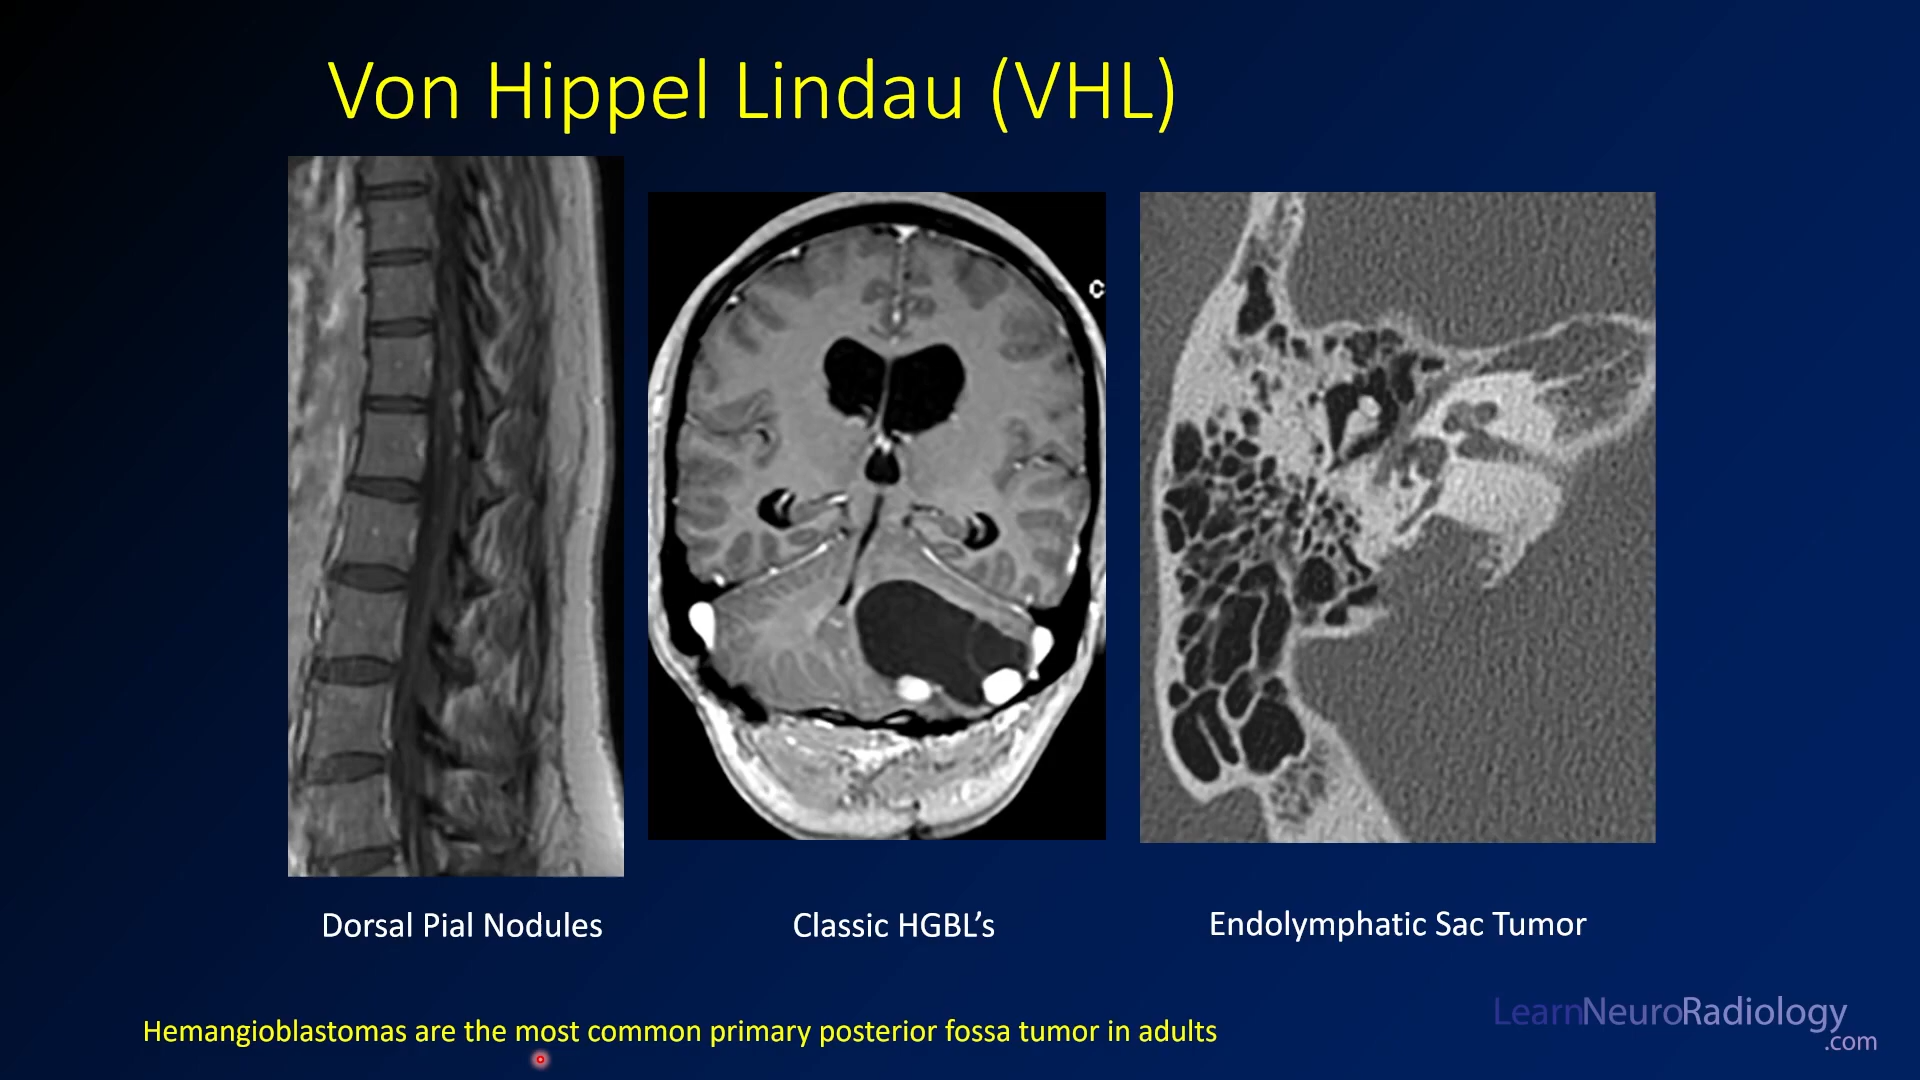 Von Hippel Lindau (VHL)
C
Dorsal Pial Nodules
Classic HGBL’s
Endolymphatic Sac Tumor
Hemangioblastomas are the most common primary posterior fossa tumor in adults
LearnNeuroRadiology
.com